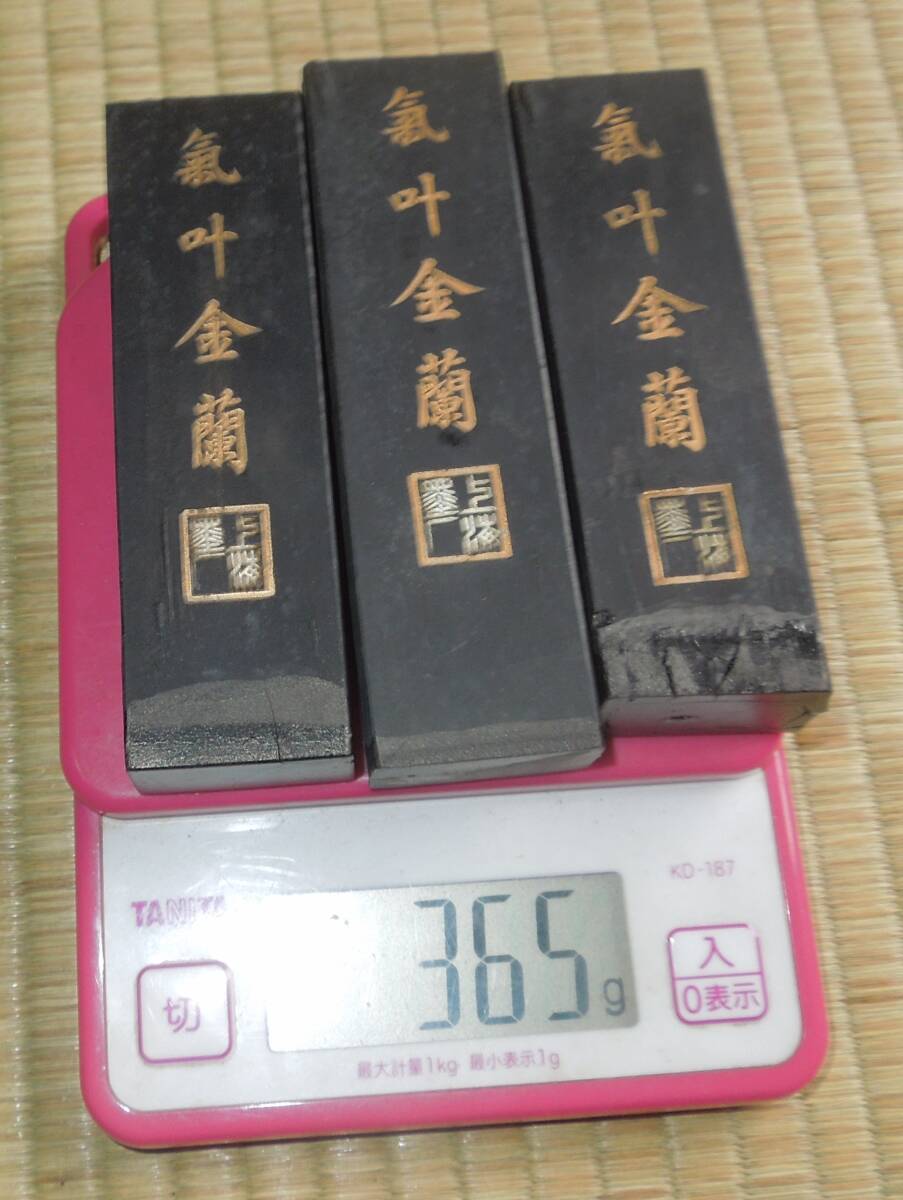 氣叶金蘭
上海墨厂
氣叶金蘭
上海墨厂
氣叶金蘭
上海墨厂
KD-187
TANITA
365g
切
入
0表示
最大計量1kg 最小表示1g